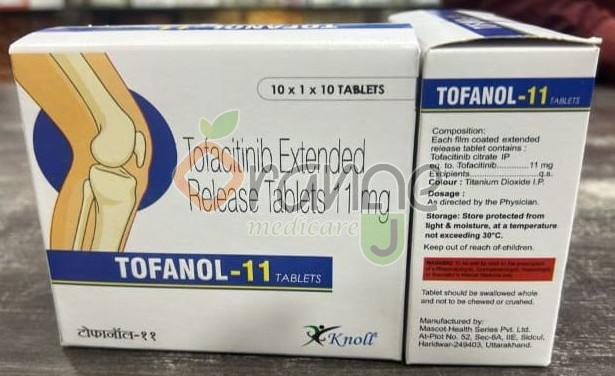 TOFANOL-11
10 x 1 x 10 TABLETS
Tofacitinib Extended
Release Tablets 11 mg
Orange
medicare
TOFANOL-11 TABLETS
टोफानॉल-११
Knoll
TOFANOL-11 TABLETS
Composition:
Each film coated extended
release tablet contains :
Tofacitinib citrate IP
eq. to. Tofacitinib............11 mg
Excipients........................q.s.
Colour : Titanium Dioxide I.P.
Dosage :
As directed by the Physician.
Storage: Store protected from
light & moisture, at a temperature
not exceeding 30°C.
Keep out of reach of children.
Tablet should be swallowed whole
and not to be chewed or crushed.
Manufactured by:
Mascot Health Series Pvt. Ltd.
At-Plot No. 52, Sec-6A, IIE, Sidcul,
Haridwar-249403, Uttarakhand.